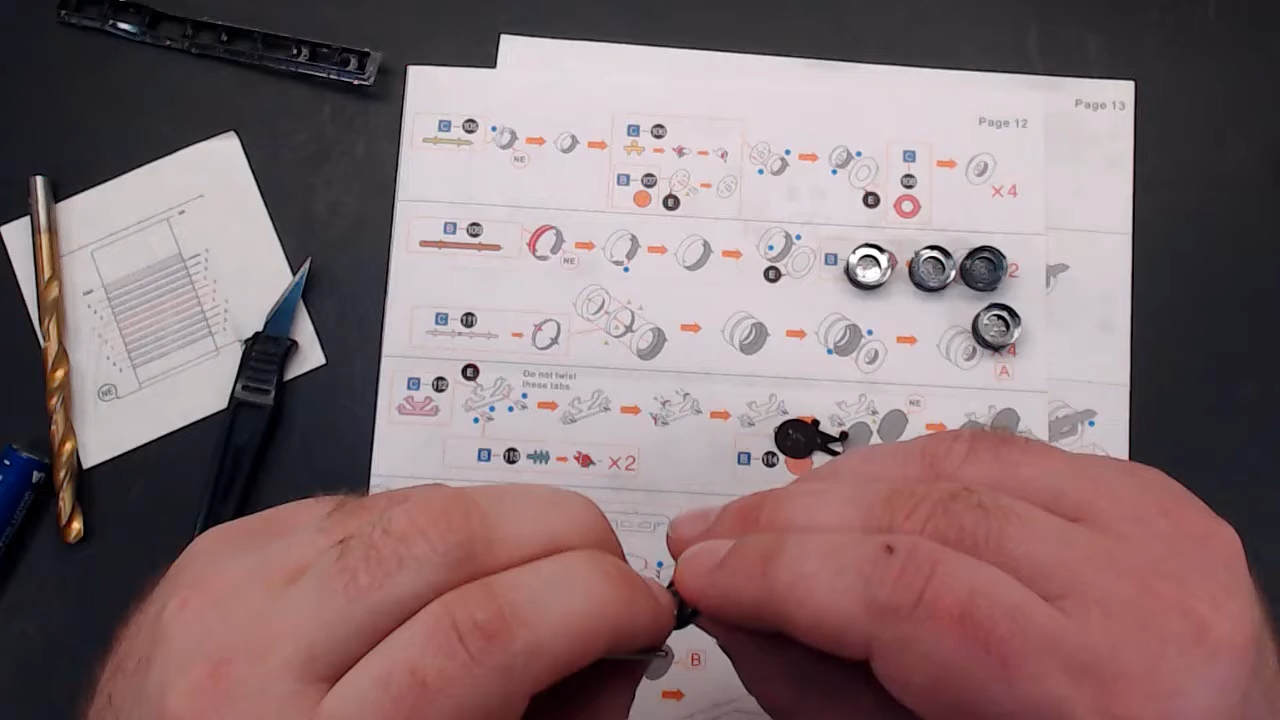 Page 13
Page 12
C 105
NE
C 106
B 107
E
E
C 108
×4
B 109
NE
E
B
2
C 111
×4
A
C 112
E
Do not twist
these tabs
NE
B 113
×2
B 114
B
NE